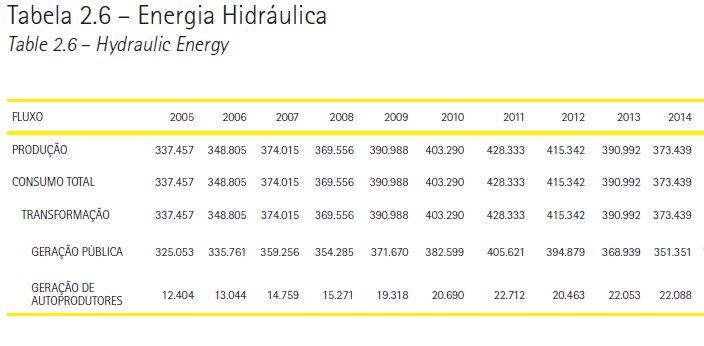 Tabela 2.6 – Energia Hidráulica
Table 2.6 – Hydraulic Energy
FLUXO 2005 2006 2007 2008 2009 2010 2011 2012 2013 2014
PRODUÇÃO 337.457 348.805 374.015 369.556 390.988 403.290 428.333 415.342 390.992 373.439
CONSUMO TOTAL 337.457 348.805 374.015 369.556 390.988 403.290 428.333 415.342 390.992 373.439
TRANSFORMAÇÃO 337.457 348.805 374.015 369.556 390.988 403.290 428.333 415.342 390.992 373.439
GERAÇÃO PÚBLICA 325.053 335.761 359.256 354.285 371.670 382.599 405.621 394.879 368.939 351.351
GERAÇÃO DE
AUTOPRODUTORES 12.404 13.044 14.759 15.271 19.318 20.690 22.712 20.463 22.053 22.088